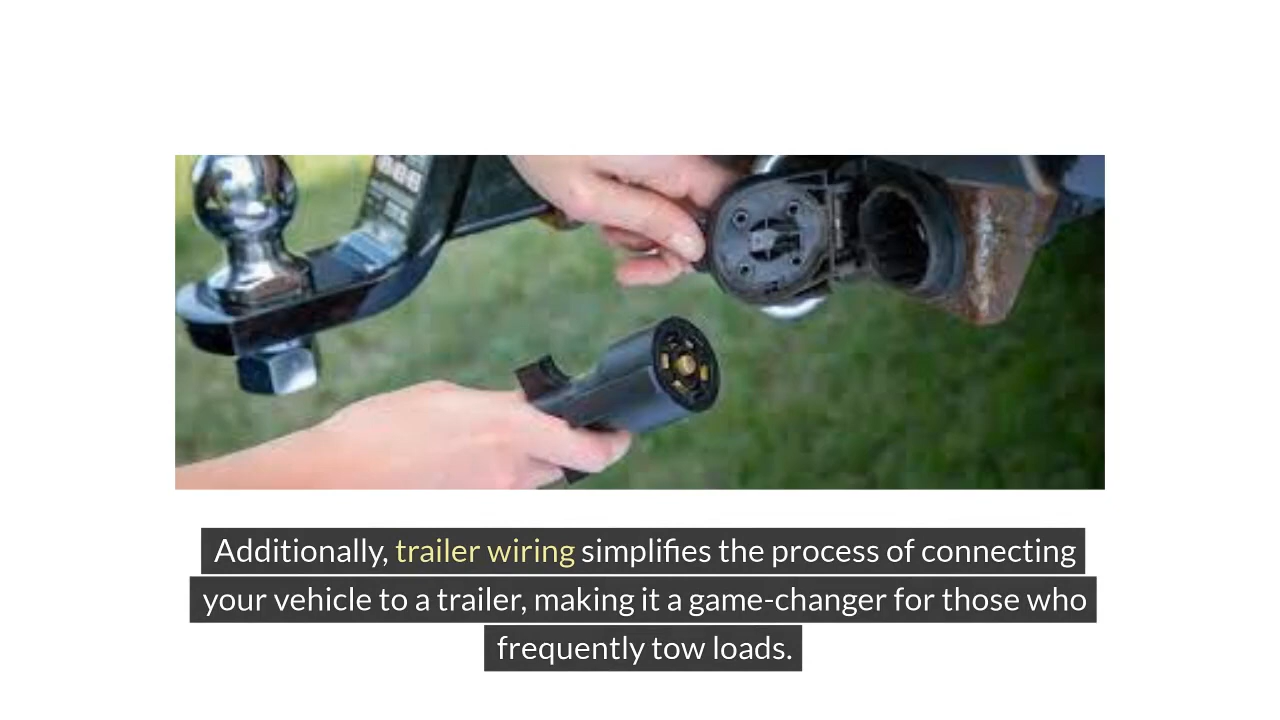 Additionally, trailer wiring simplifies the process of connecting
your vehicle to a trailer, making it a game-changer for those who
frequently tow loads.